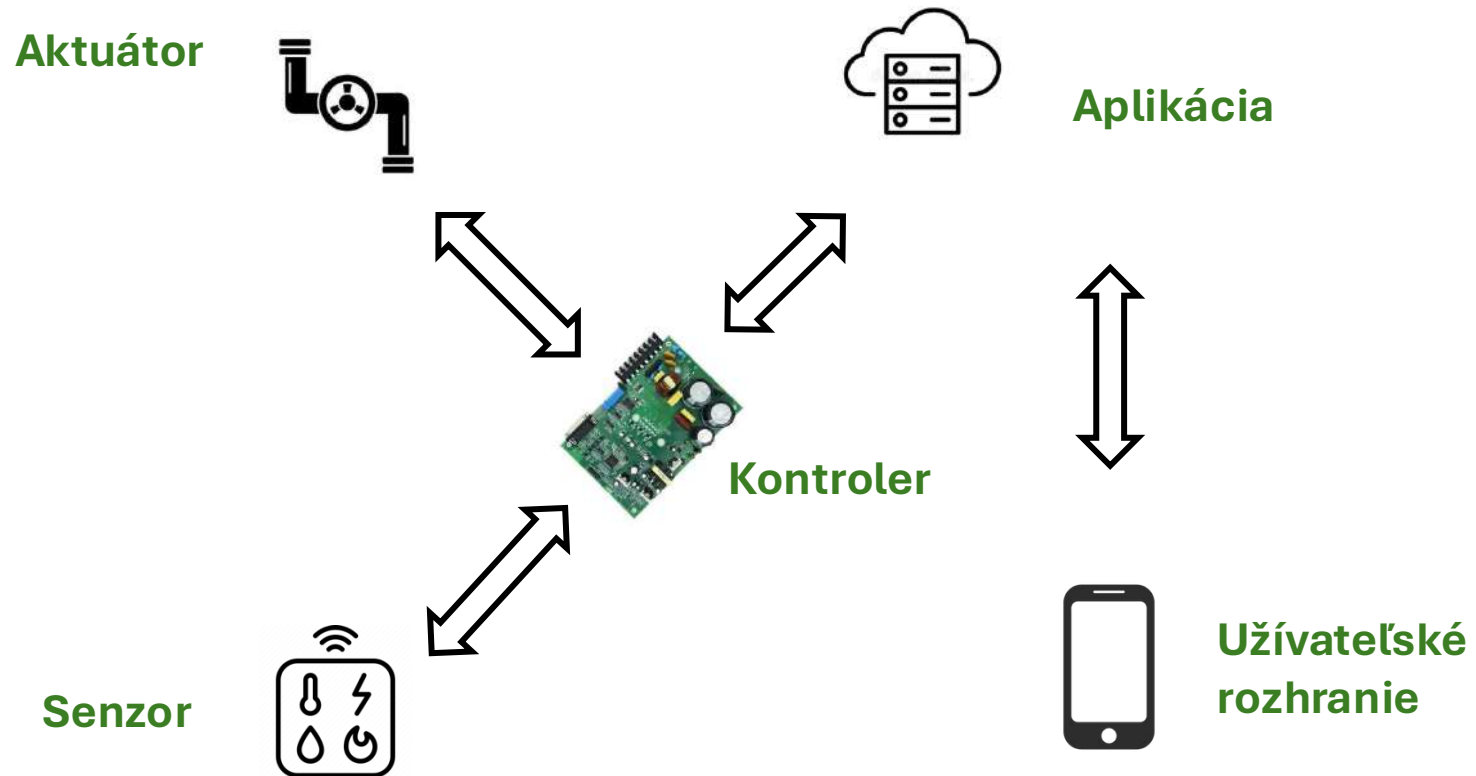 Aktuátor
Aplikácia
Kontroler
Senzor
Užívateľské
rozhranie